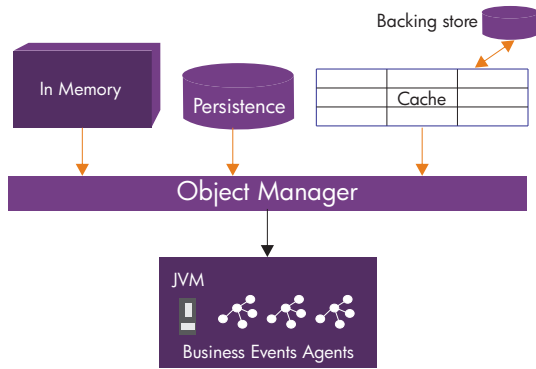 Backing store
In Memory
Persistence
Cache
Object Manager
JVM
Business Events Agents